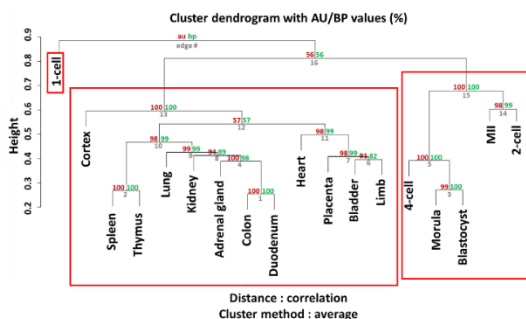 Cluster dendrogram with AU/BP values (%)
au bp
edge #
Height
0.9
0.8
0.7
0.6
0.5
0.4
0.3
0.2
56 56
16
100 100
15
98 99
14
100 100
13
57 57
12
98 99
11
98 99
10
99 99
9
94 89
8
98 99
7
91 82
6
100 100
5
100 98
4
99 100
3
100 100
2
100 100
1
1-cell
Cortex
Spleen
Thymus
Lung
Kidney
Adrenal gland
Colon
Duodenum
Heart
Placenta
Bladder
Limb
4-cell
Morula
Blastocyst
MII
2-cell
Distance : correlation
Cluster method : average